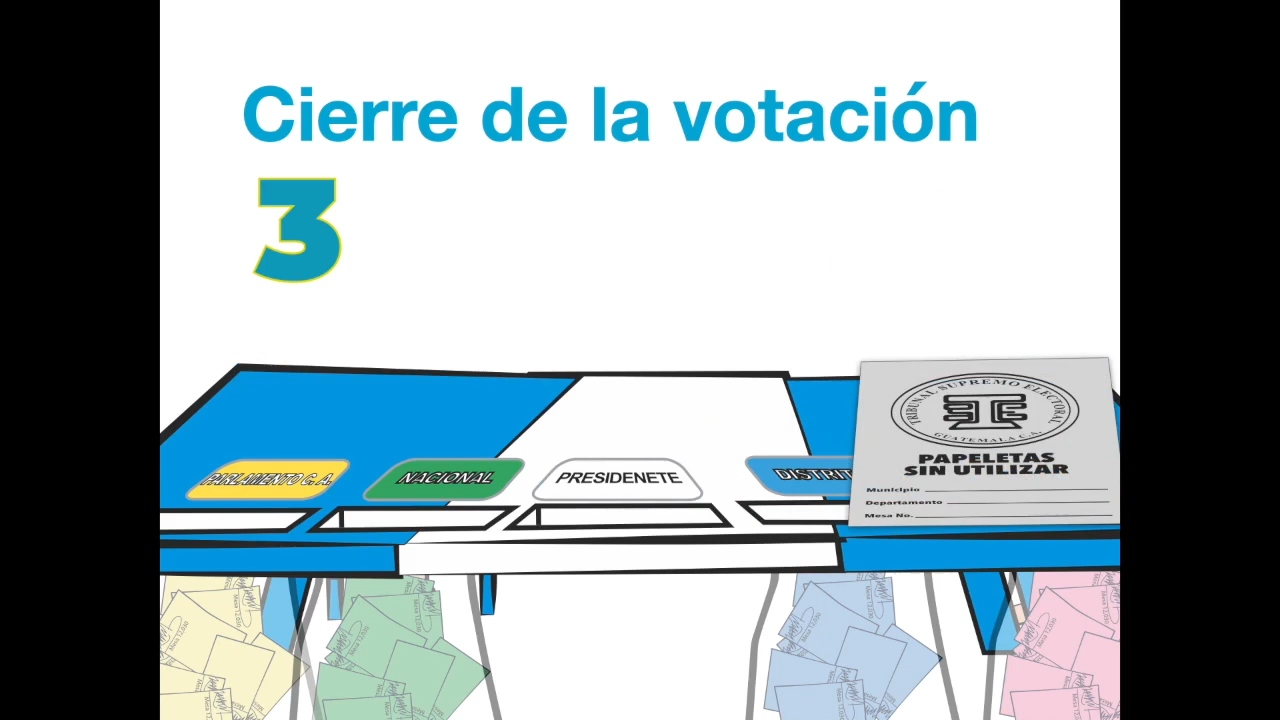 Cierre de la votación
3
PARLAMENTO C. A.
NACIONAL
PRESIDENETE
DISTRIT
TRIBUNAL SUPREMO ELECTORAL
GUATEMALA C.A.
PAPELETAS
SIN UTILIZAR
Municipio
Departamento
Mesa No.